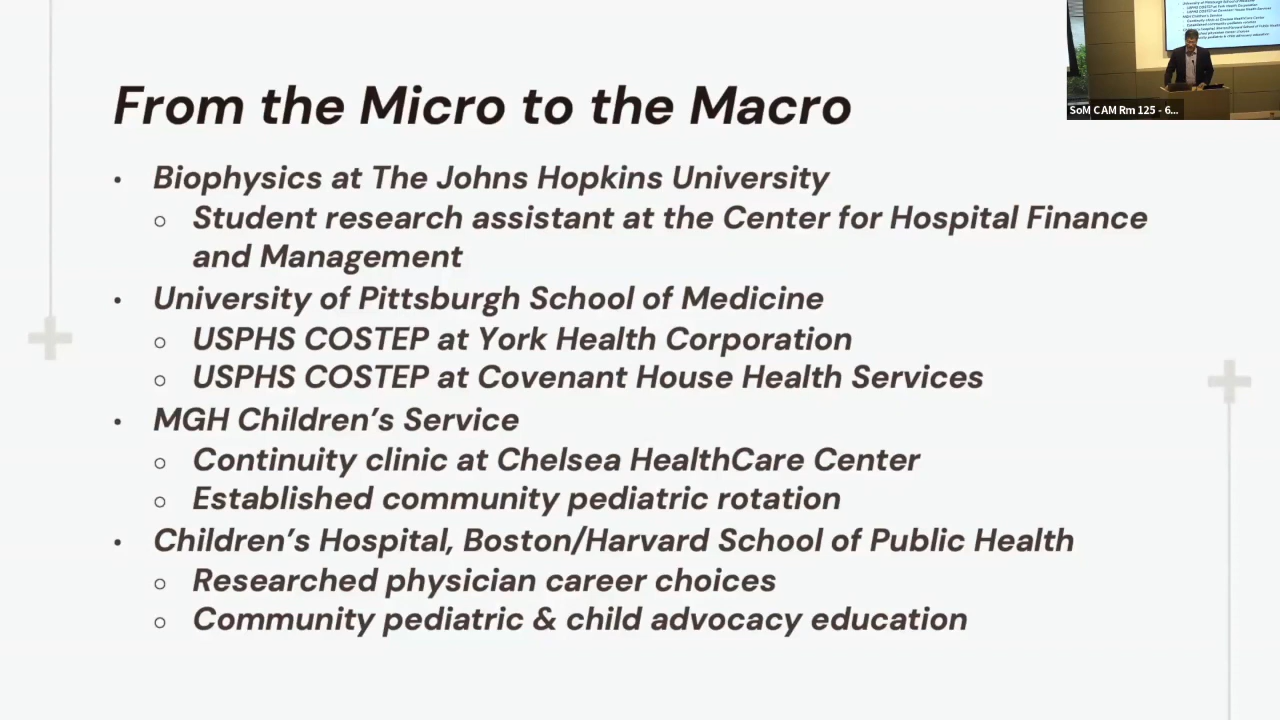 From the Micro to the Macro
• Biophysics at The Johns Hopkins University
○ Student research assistant at the Center for Hospital Finance
and Management
• University of Pittsburgh School of Medicine
○ USPHS COSTEP at York Health Corporation
○ USPHS COSTEP at Covenant House Health Services
• MGH Children's Service
○ Continuity clinic at Chelsea HealthCare Center
○ Established community pediatric rotation
• Children's Hospital, Boston/Harvard School of Public Health
○ Researched physician career choices
○ Community pediatric & child advocacy education
SoM CAM Rm 125 - 6...